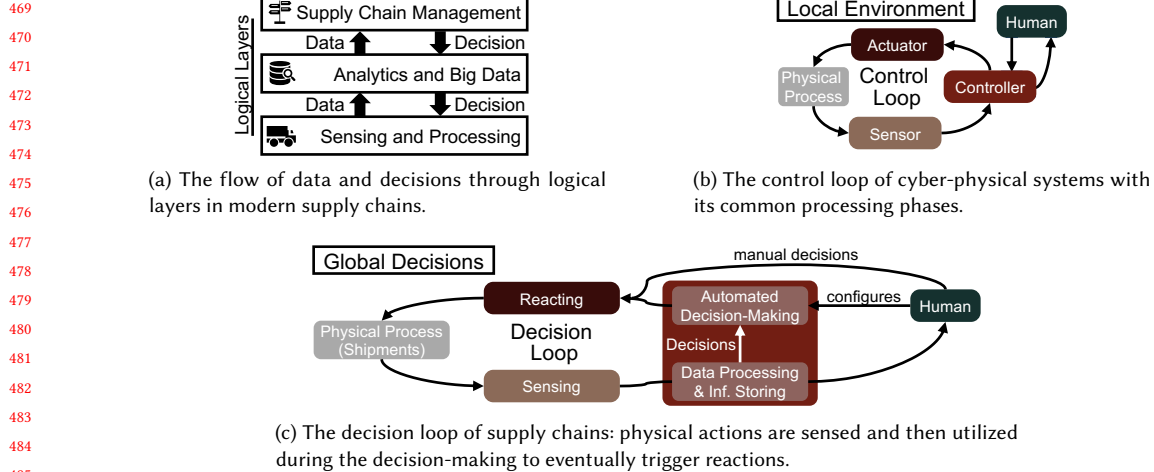 469
470
471
472
473
474
475
476
477
478
479
480
481
482
483
484
Logical Layers
Supply Chain Management
Data Decision
Analytics and Big Data
Data Decision
Sensing and Processing
(a) The flow of data and decisions through logical
layers in modern supply chains.
Local Environment
Human
Actuator
Physical
Process
Control
Loop
Controller
Sensor
(b) The control loop of cyber-physical systems with
its common processing phases.
Global Decisions
manual decisions
Reacting
Automated
Decision-Making
configures
Human
Physical Process
(Shipments)
Decision
Loop
Decisions
Sensing
Data Processing
& Inf. Storing
(c) The decision loop of supply chains: physical actions are sensed and then utilized
during the decision-making to eventually trigger reactions.